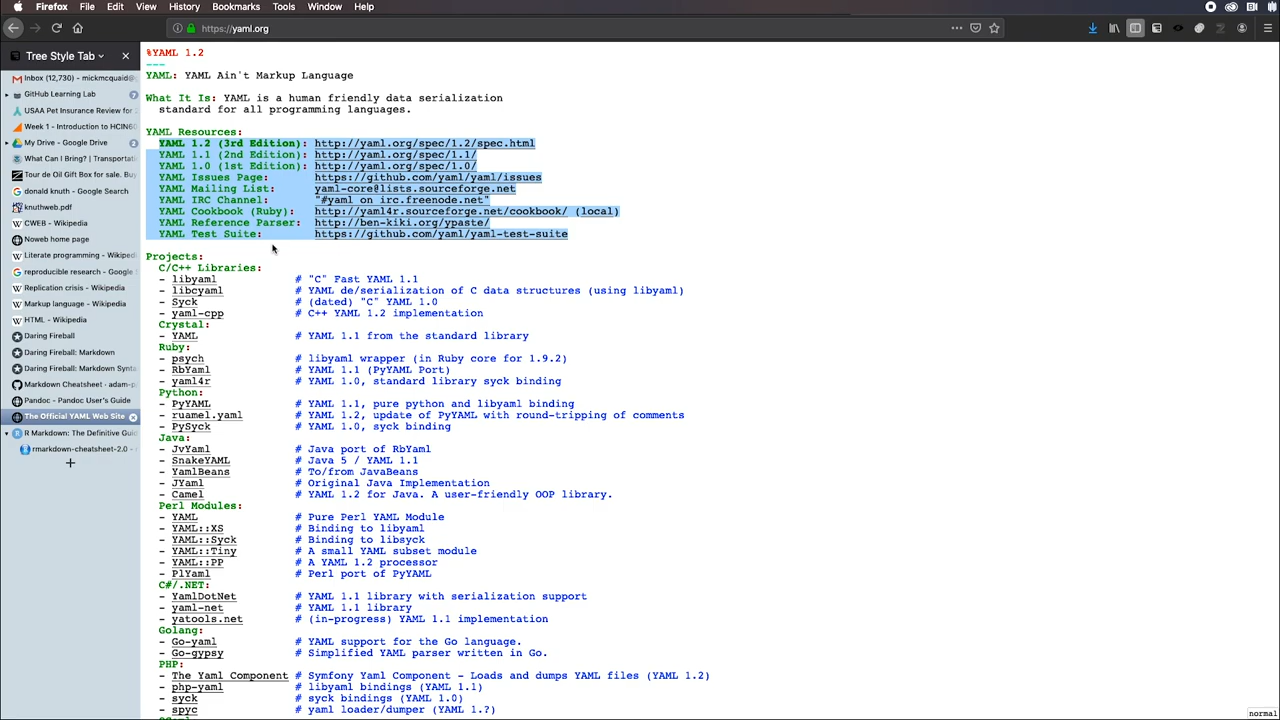 Firefox File Edit View History Bookmarks Tools Window Help
https://yaml.org
Tree Style Tab
Inbox (12,730) - mickmcquaid@
GitHub Learning Lab
USAA Pet Insurance Review for
Week 1 - Introduction to HCIN6
My Drive - Google Drive
What Can I Bring? | Transportati
Tour de Oil Gift Box for sale. Bu
donald knuth - Google Search
knuthweb.pdf
CWEB - Wikipedia
Noweb home page
Literate programming - Wikiped
reproducible research - Google
Replication crisis - Wikipedia
Markup language - Wikipedia
HTML - Wikipedia
Daring Fireball
Daring Fireball: Markdown
Daring Fireball: Markdown Synta
Markdown Cheatsheet · adam-p
Pandoc - Pandoc User's Guide
The Official YAML Web Site
R Markdown: The Definitive Guid
rmarkdown-cheatsheet-2.0 -
%YAML 1.2
---
YAML: YAML Ain't Markup Language
What It Is: YAML is a human friendly data serialization
standard for all programming languages.
YAML Resources:
YAML 1.2 (3rd Edition): http://yaml.org/spec/1.2/spec.html
YAML 1.1 (2nd Edition): http://yaml.org/spec/1.1/
YAML 1.0 (1st Edition): http://yaml.org/spec/1.0/
YAML Issues Page: https://github.com/yaml/yaml/issues
YAML Mailing List: yaml-core@lists.sourceforge.net
YAML IRC Channel: "#yaml on irc.freenode.net"
YAML Cookbook (Ruby): http://yaml4r.sourceforge.net/cookbook/ (local)
YAML Reference Parser: http://ben-kiki.org/ypaste/
YAML Test Suite: https://github.com/yaml/yaml-test-suite
Projects:
C/C++ Libraries:
- libyaml # "C" Fast YAML 1.1
- libcyaml # YAML de/serialization of C data structures (using libyaml)
- Syck # (dated) "C" YAML 1.0
- yaml-cpp # C++ YAML 1.2 implementation
Crystal:
- YAML # YAML 1.1 from the standard library
Ruby:
- psych # libyaml wrapper (in Ruby core for 1.9.2)
- RbYaml # YAML 1.1 (PyYAML Port)
- yaml4r # YAML 1.0, standard library syck binding
Python:
- PyYAML # YAML 1.1, pure python and libyaml binding
- ruamel.yaml # YAML 1.2, update of PyYAML with round-tripping of comments
- PySyck # YAML 1.0, syck binding
Java:
- JvYaml # Java port of RbYaml
- SnakeYAML # Java 5 / YAML 1.1
- YamlBeans # To/from JavaBeans
- JYaml # Original Java Implementation
- Camel # YAML 1.2 for Java. A user-friendly OOP library.
Perl Modules:
- YAML # Pure Perl YAML Module
- YAML::XS # Binding to libyaml
- YAML::Syck # Binding to libsyck
- YAML::Tiny # A small YAML subset module
- YAML::PP # A YAML 1.2 processor
- PlYaml # Perl port of PyYAML
C#/.NET:
- YamlDotNet # YAML 1.1 library with serialization support
- yaml-net # YAML 1.1 library
- yatools.net # (in-progress) YAML 1.1 implementation
Golang:
- Go-yaml # YAML support for the Go language.
- Go-gypsy # Simplified YAML parser written in Go.
PHP:
- The Yaml Component # Symfony Yaml Component - Loads and dumps YAML files (YAML 1.2)
- php-yaml # libyaml bindings (YAML 1.1)
- syck # syck bindings (YAML 1.0)
- spyc # yaml loader/dumper (YAML 1.?)
normal